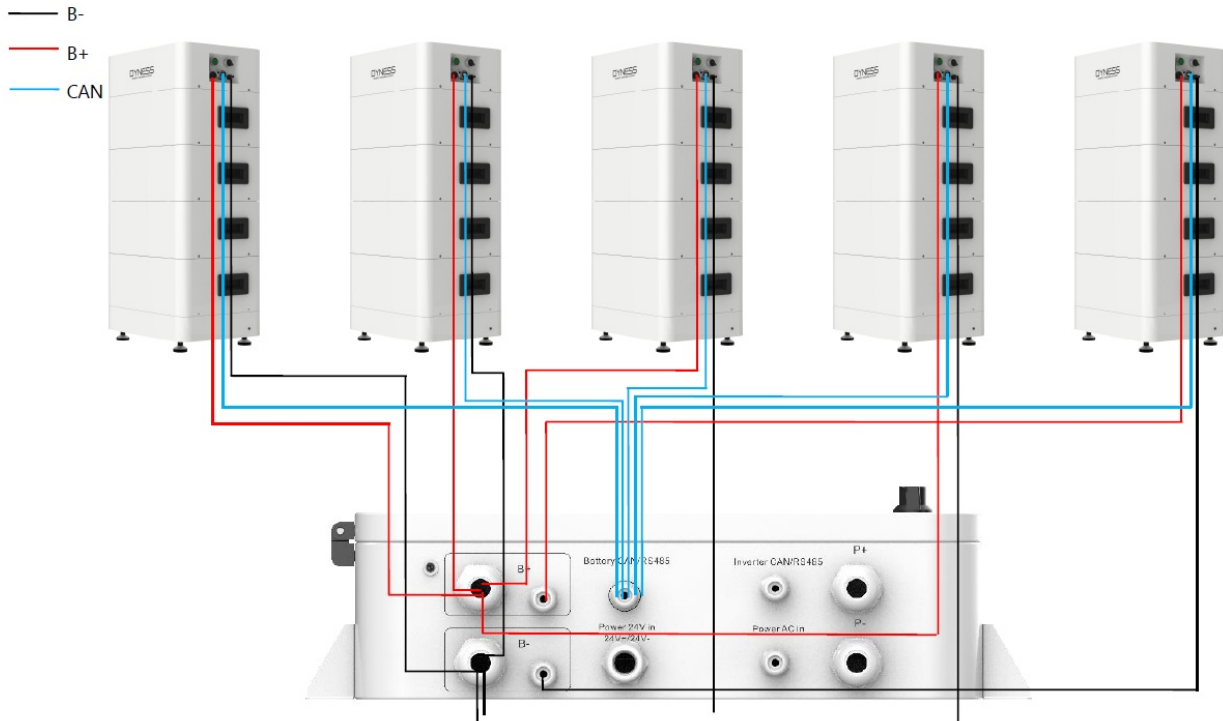 B-
B+
CAN
DYNESS
DYNESS
DYNESS
DYNESS
DYNESS
B+
Battery CAN/RS485
Inverter CAN/RS485
P+
B-
Power 24V in
24V+/24V-
Power AC in
P-